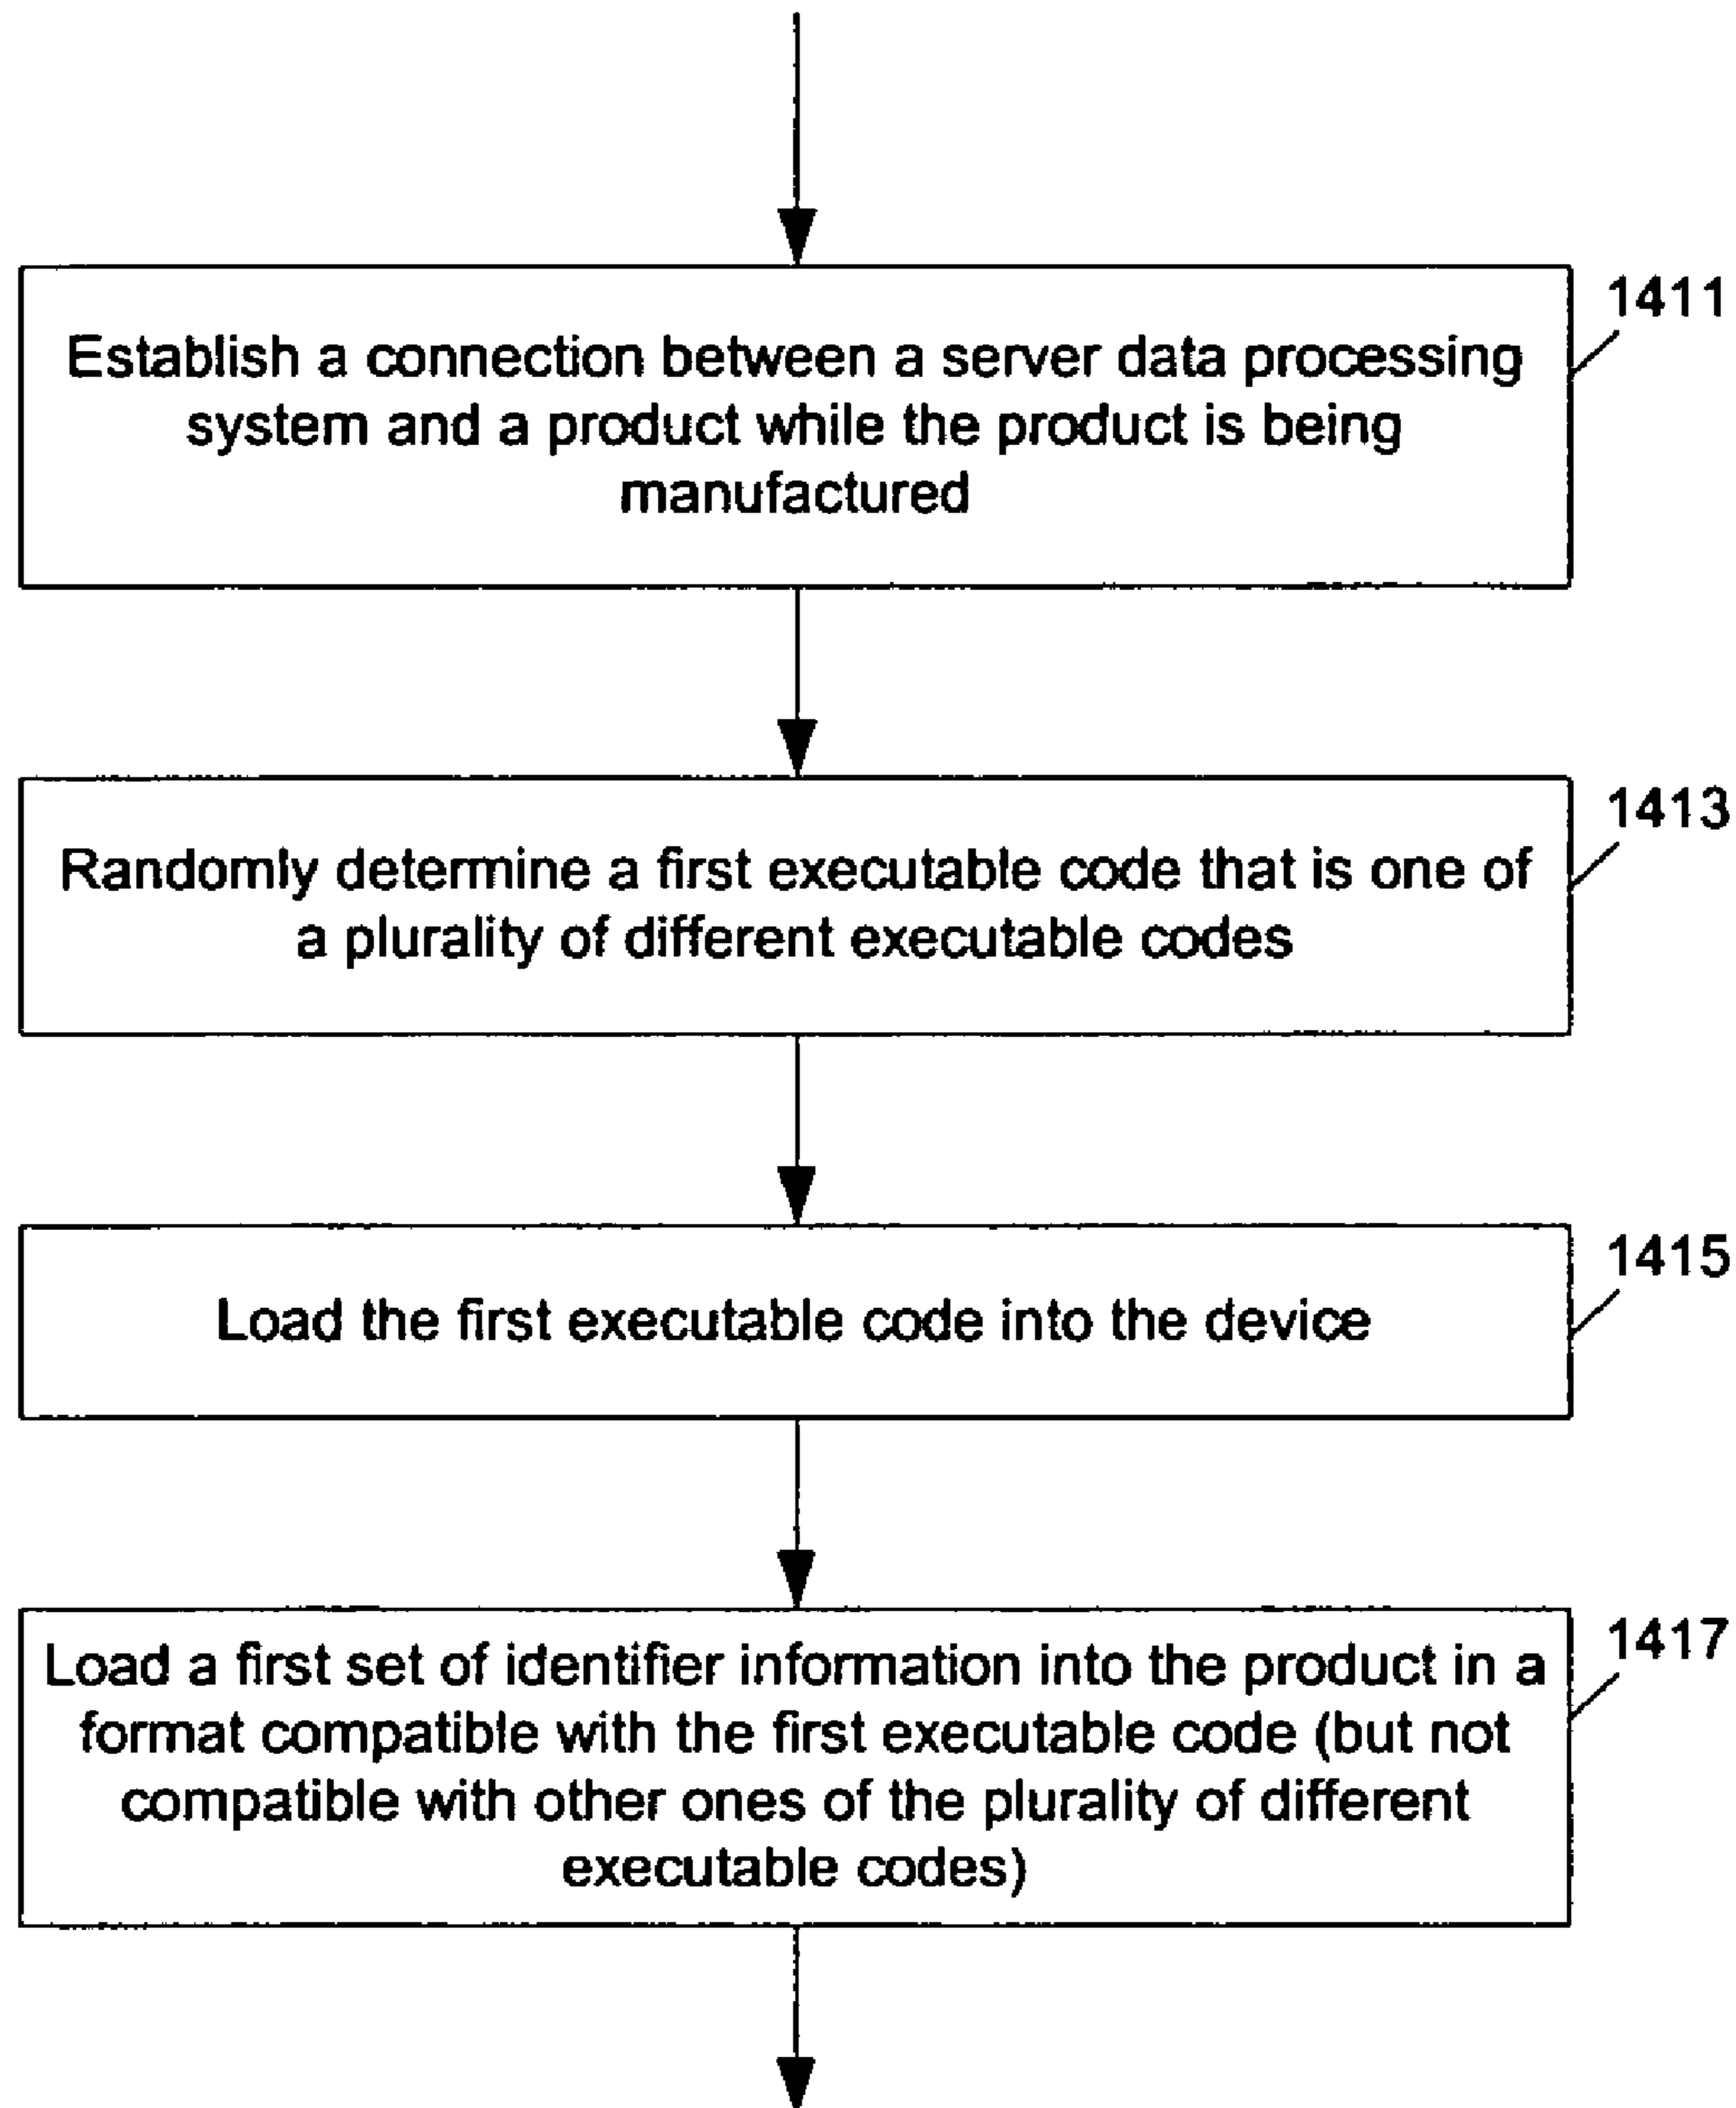 1411
Establish a connection between a server data processing
system and a product while the product is being
manufactured
1413
Randomly determine a first executable code that is one of
a plurality of different executable codes
1415
Load the first executable code into the device
1417
Load a first set of identifier information into the product in a
format compatible with the first executable code (but not
compatible with other ones of the plurality of different
executable codes)